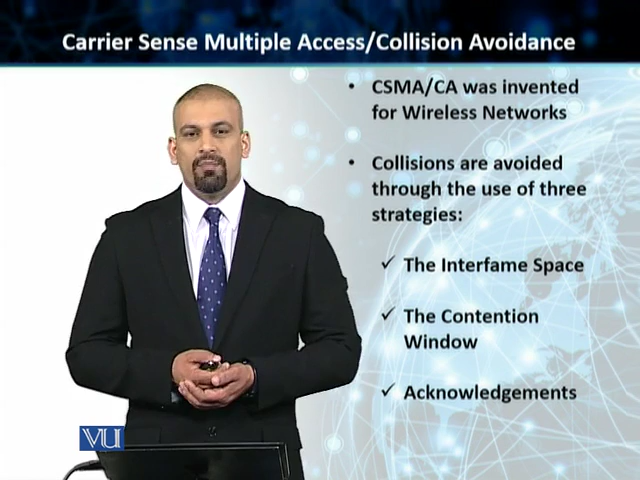 Carrier Sense Multiple Access/Collision Avoidance
• CSMA/CA was invented
for Wireless Networks
• Collisions are avoided
through the use of three
strategies:
✓ The Interfame Space
✓ The Contention
Window
✓ Acknowledgements
VU